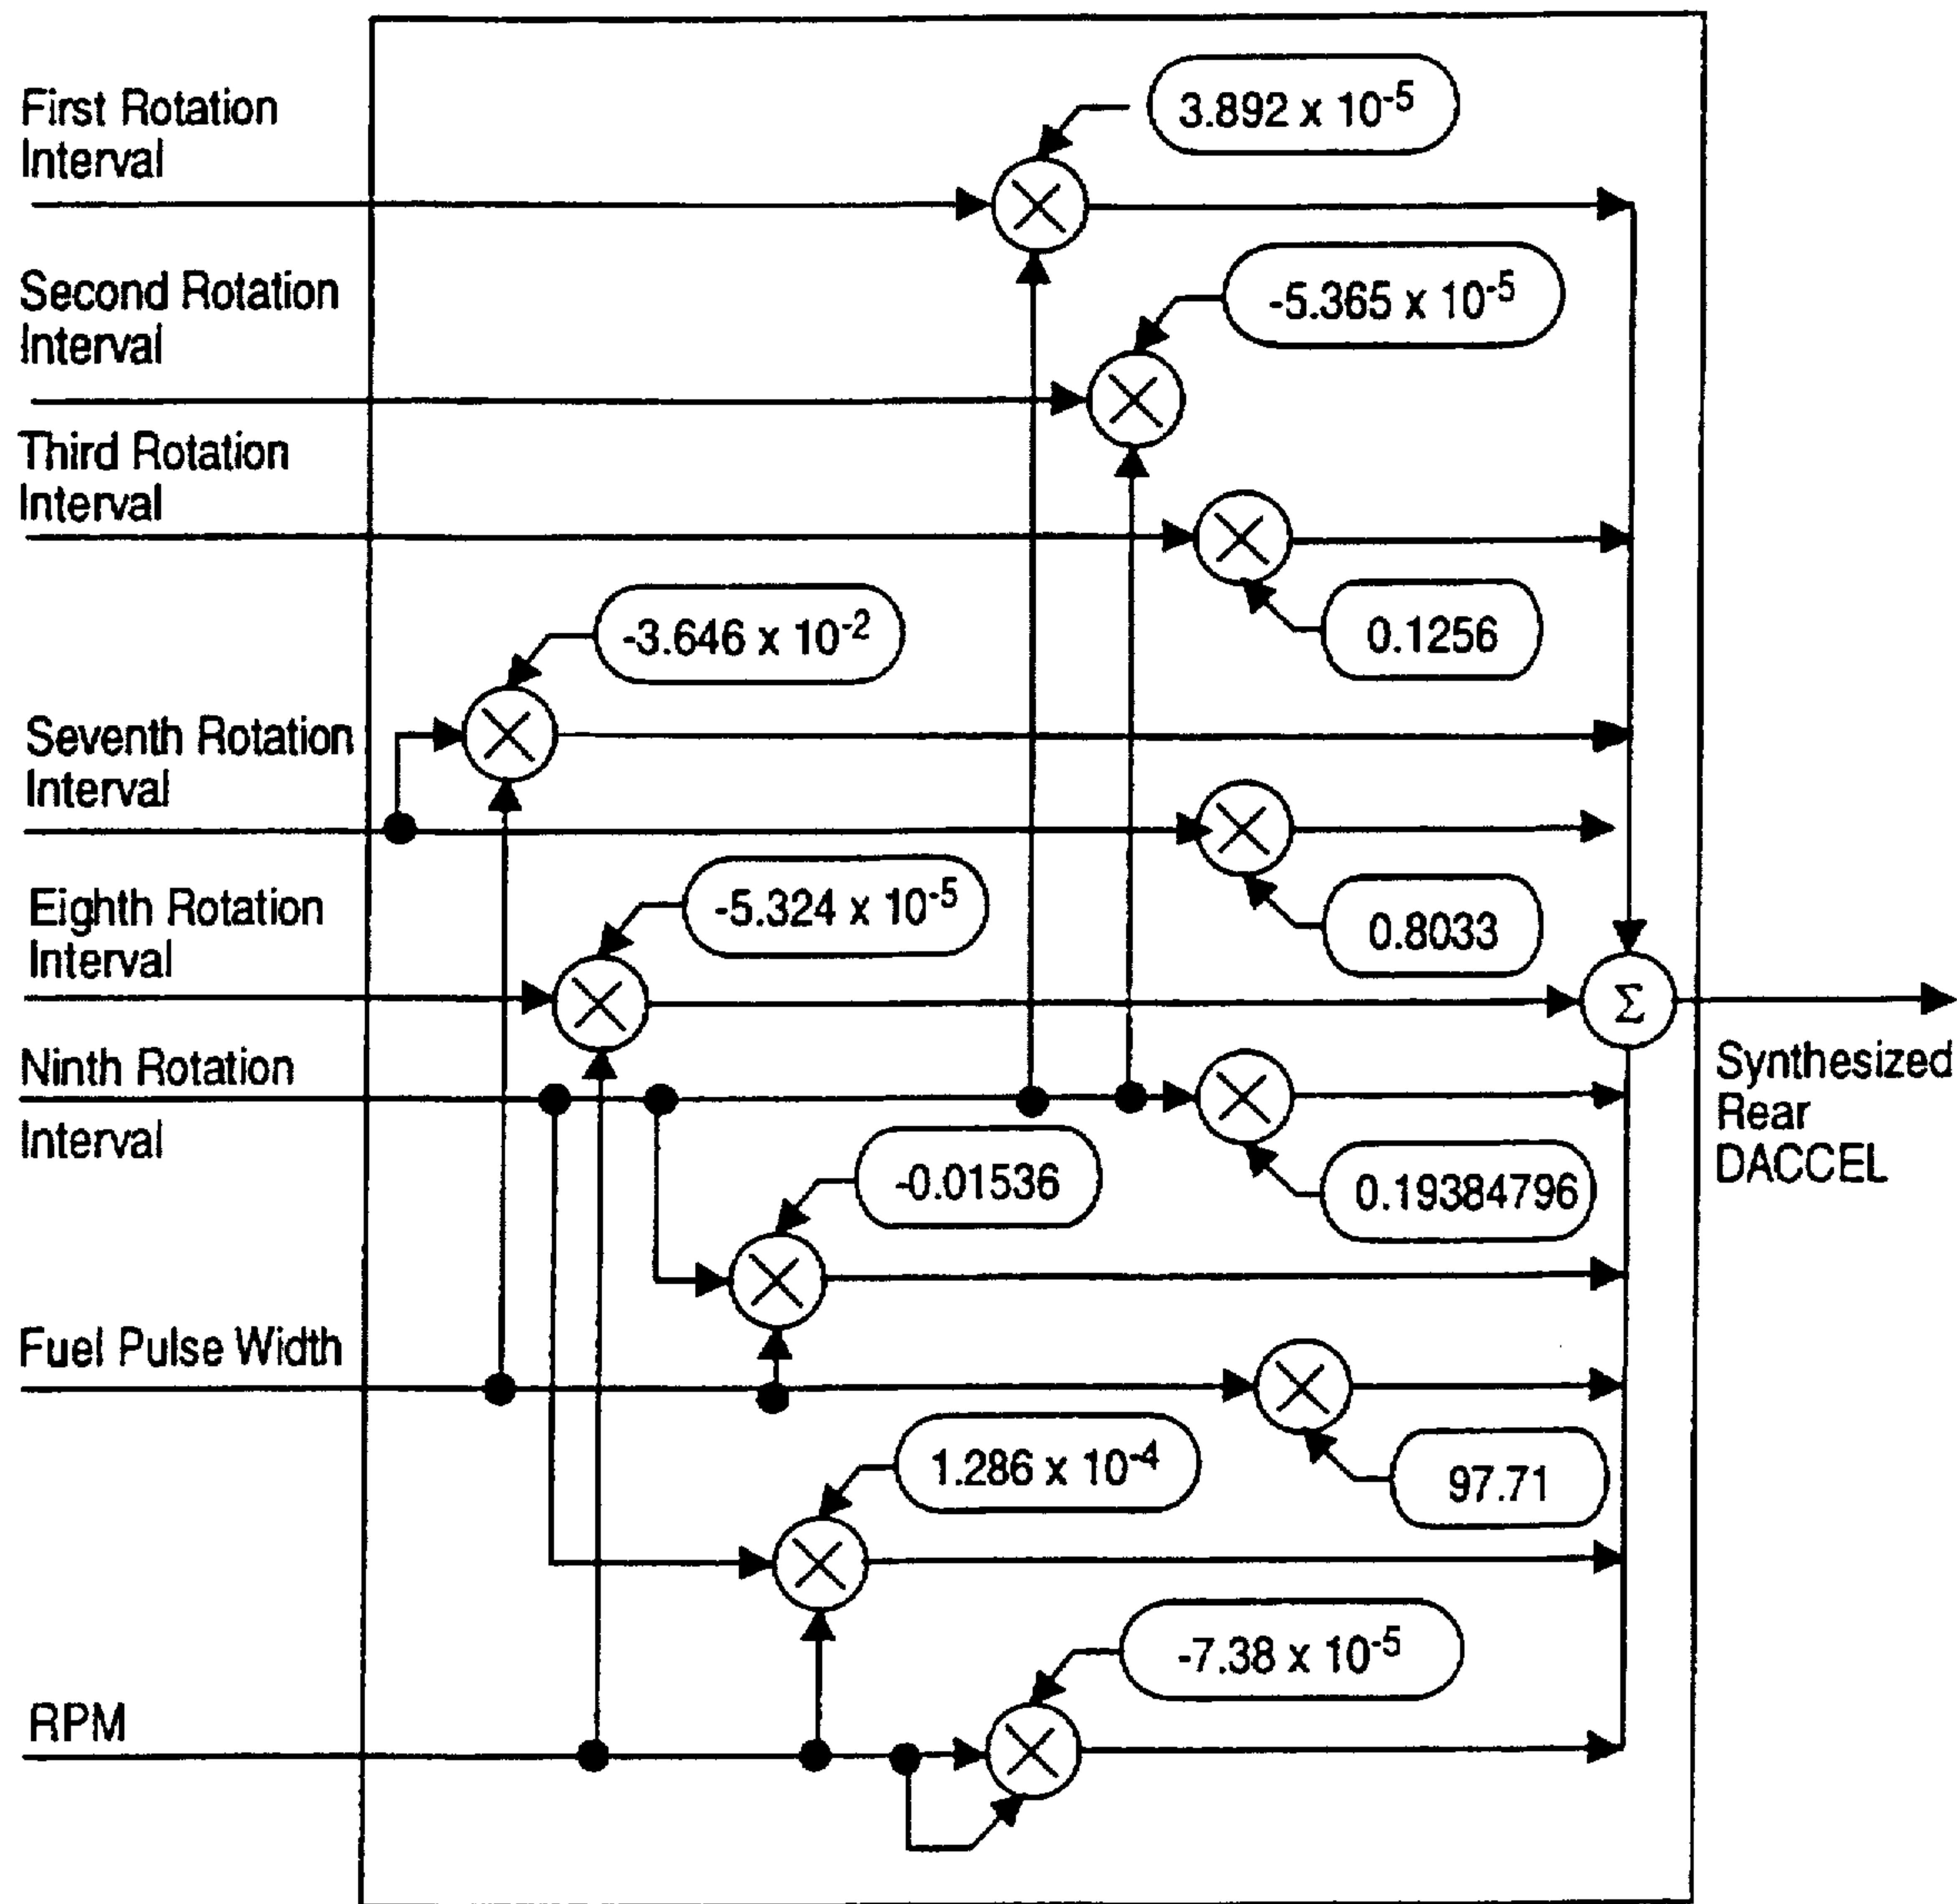 First Rotation
Interval
3.892 x 10⁻⁵
Second Rotation
Interval
-5.365 x 10⁻⁵
Third Rotation
Interval
0.1256
-3.646 x 10⁻²
Seventh Rotation
Interval
0.8033
Eighth Rotation
Interval
-5.324 x 10⁻⁵
Σ
Ninth Rotation
Interval
Synthesized
Rear
DACCEL
-0.01536
0.19384796
Fuel Pulse Width
1.286 x 10⁻⁴
97.71
-7.38 x 10⁻⁵
RPM